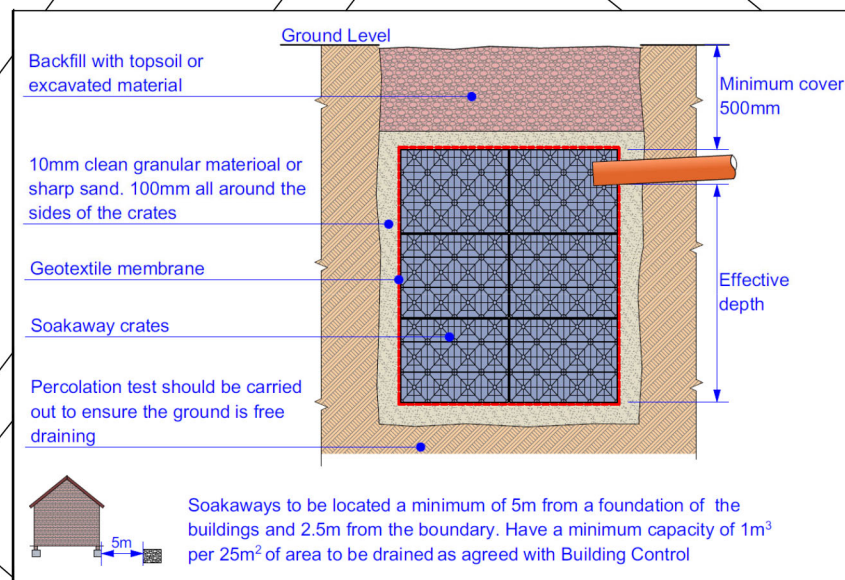 Ground Level
Backfill with topsoil or
excavated material
Minimum cover
500mm
10mm clean granular materioal or
sharp sand. 100mm all around the
sides of the crates
Geotextile membrane
Effective
depth
Soakaway crates
Percolation test should be carried
out to ensure the ground is free
draining
5m
Soakaways to be located a minimum of 5m from a foundation of the
buildings and 2.5m from the boundary. Have a minimum capacity of 1m³
per 25m² of area to be drained as agreed with Building Control